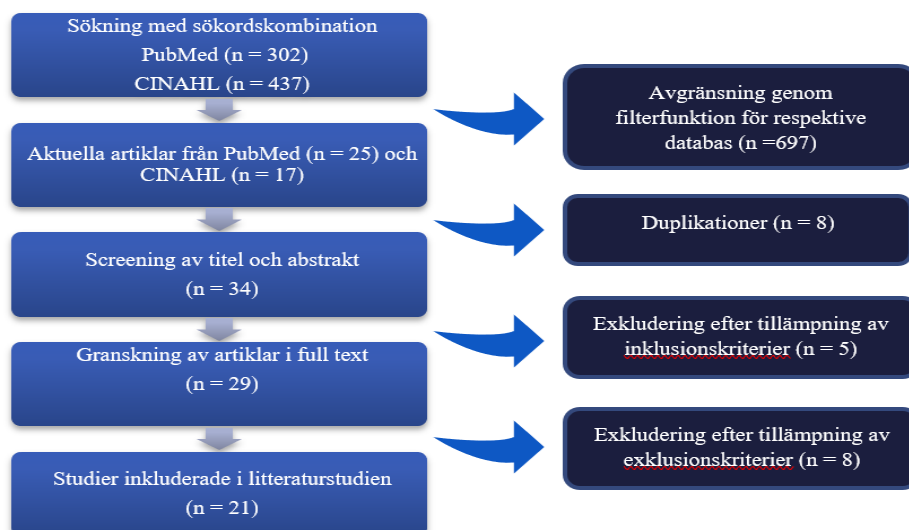 Sökning med sökordskombination
PubMed (n = 302)
CINAHL (n = 437)
Avgränsning genom
filterfunktion för respektive
databas (n =697)
Aktuella artiklar från PubMed (n = 25) och
CINAHL (n = 17)
Duplikationer (n = 8)
Screening av titel och abstrakt
(n = 34)
Exkludering efter tillämpning av
inklusionskriterier (n = 5)
Granskning av artiklar i full text
(n = 29)
Exkludering efter tillämpning av
exklusionskriterier (n = 8)
Studier inkluderade i litteraturstudien
(n = 21)